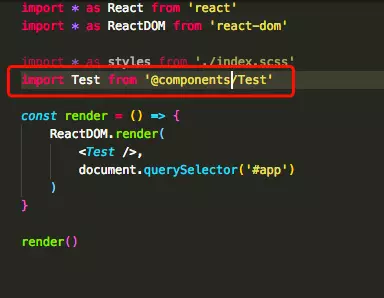 import * as React from 'react'
import * as ReactDOM from 'react-dom'
import * as styles from './index.scss'
import Test from '@components/Test'
const render = () => {
ReactDOM.render(
<Test />,
document.querySelector('#app')
)
}
render()